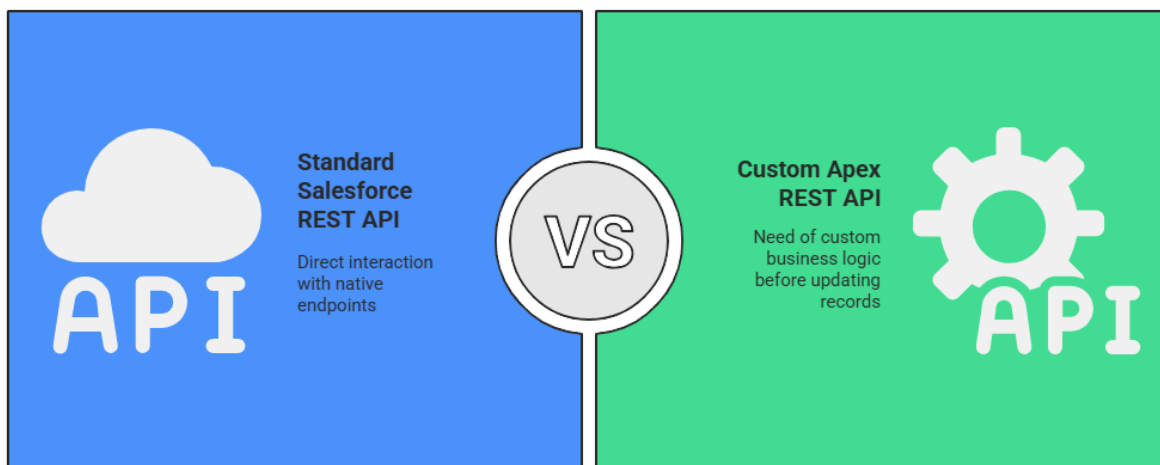 API
Standard
Salesforce
REST API
Direct interaction
with native
endpoints
VS
Custom Apex
REST API
Need of custom
business logic
before updating
records
API